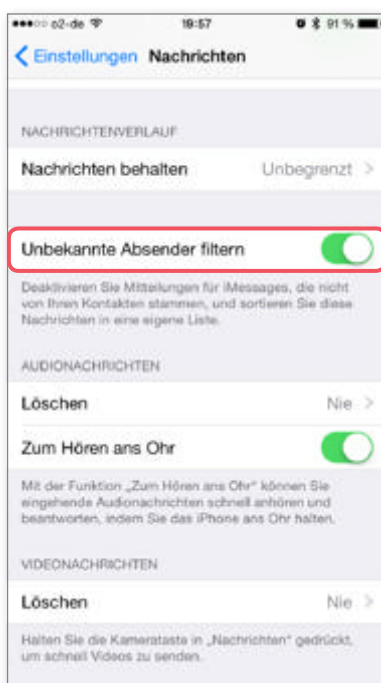 o2-de 19:57 91 %
Einstellungen Nachrichten
NACHRICHTENVERLAUF
Nachrichten behalten Unbegrenzt >
Unbekannte Absender filtern
Deaktivieren Sie Mitteilungen für iMessages, die nicht
von Ihren Kontakten stammen, und sortieren Sie diese
Nachrichten in eine eigene Liste.
AUDIONACHRICHTEN
Löschen Nie >
Zum Hören ans Ohr
Mit der Funktion „Zum Hören ans Ohr“ können Sie
eingehende Audionachrichten schnell anhören und
beantworten, indem Sie das iPhone ans Ohr halten.
VIDEONACHRICHTEN
Löschen Nie >
Halten Sie die Kamerataste in „Nachrichten“ gedrückt,
um schnell Videos zu senden.